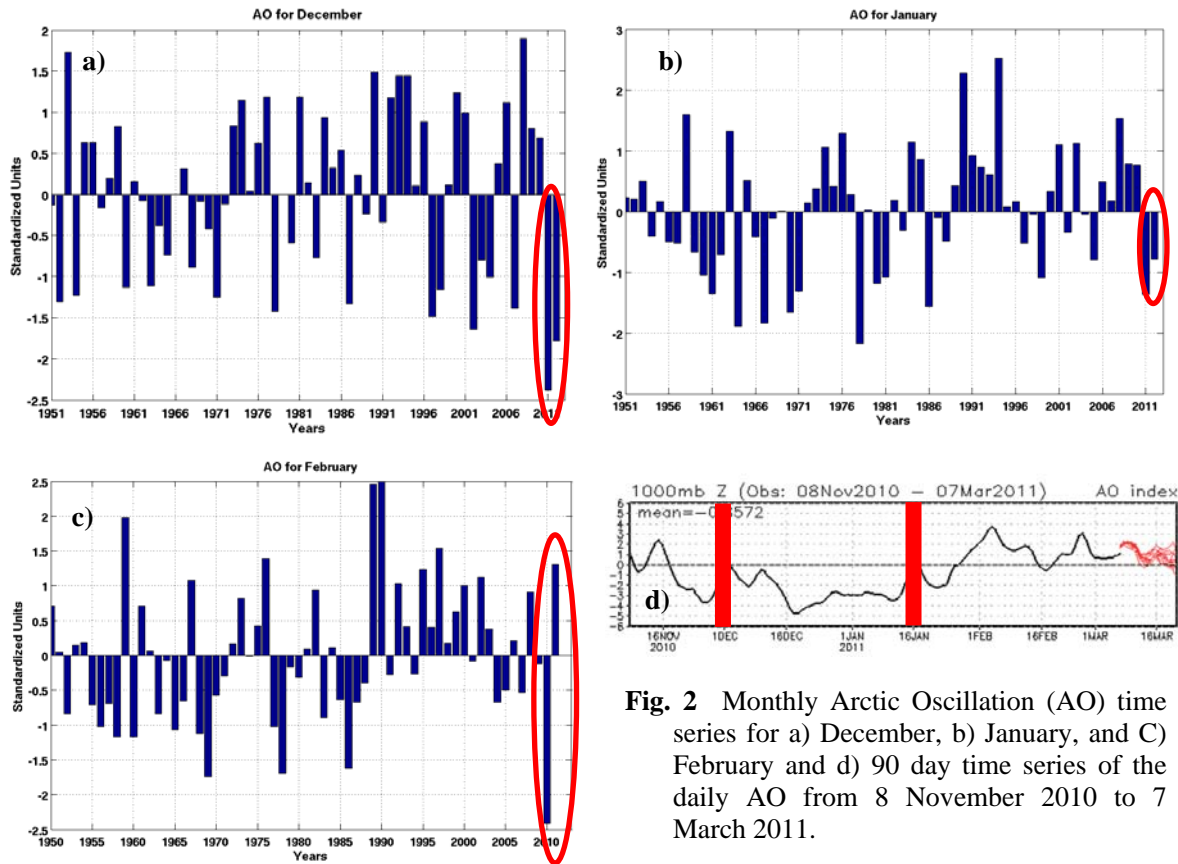 AO for December
a)
Standardized Units
2
1.5
1
0.5
0
-0.5
-1
-1.5
-2
-2.5
1951 1956 1961 1966 1971 1976 1981 1986 1991 1996 2001 2006 2011
Years
AO for January
b)
Standardized Units
3
2
1
0
-1
-2
-3
1951 1956 1961 1966 1971 1976 1981 1986 1991 1996 2001 2006 2011
Years
AO for February
c)
Standardized Units
2.5
2
1.5
1
0.5
0
-0.5
-1
-1.5
-2
-2.5
1950 1955 1960 1965 1970 1975 1980 1985 1990 1995 2000 2005 2010
Years
1000mb Z (Obs: 08Nov2010 – 07Mar2011) AO index
6
5
4
3
2
1
0
-1
-2
-3
-4
-5
-6
d)
16NOV 1DEC 16DEC 1JAN 16JAN 1FEB 16FEB 1MAR 16MAR
2010 2011
Fig. 2 Monthly Arctic Oscillation (AO) time
series for a) December, b) January, and C)
February and d) 90 day time series of the
daily AO from 8 November 2010 to 7
March 2011.